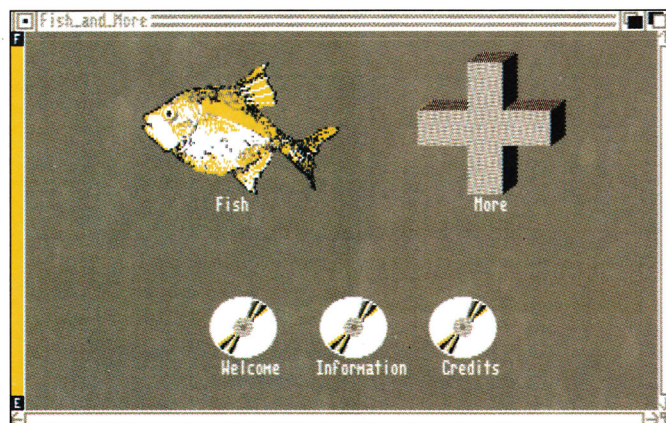 Fish_and_More
F
Fish
More
Welcome
Information
Credits
E